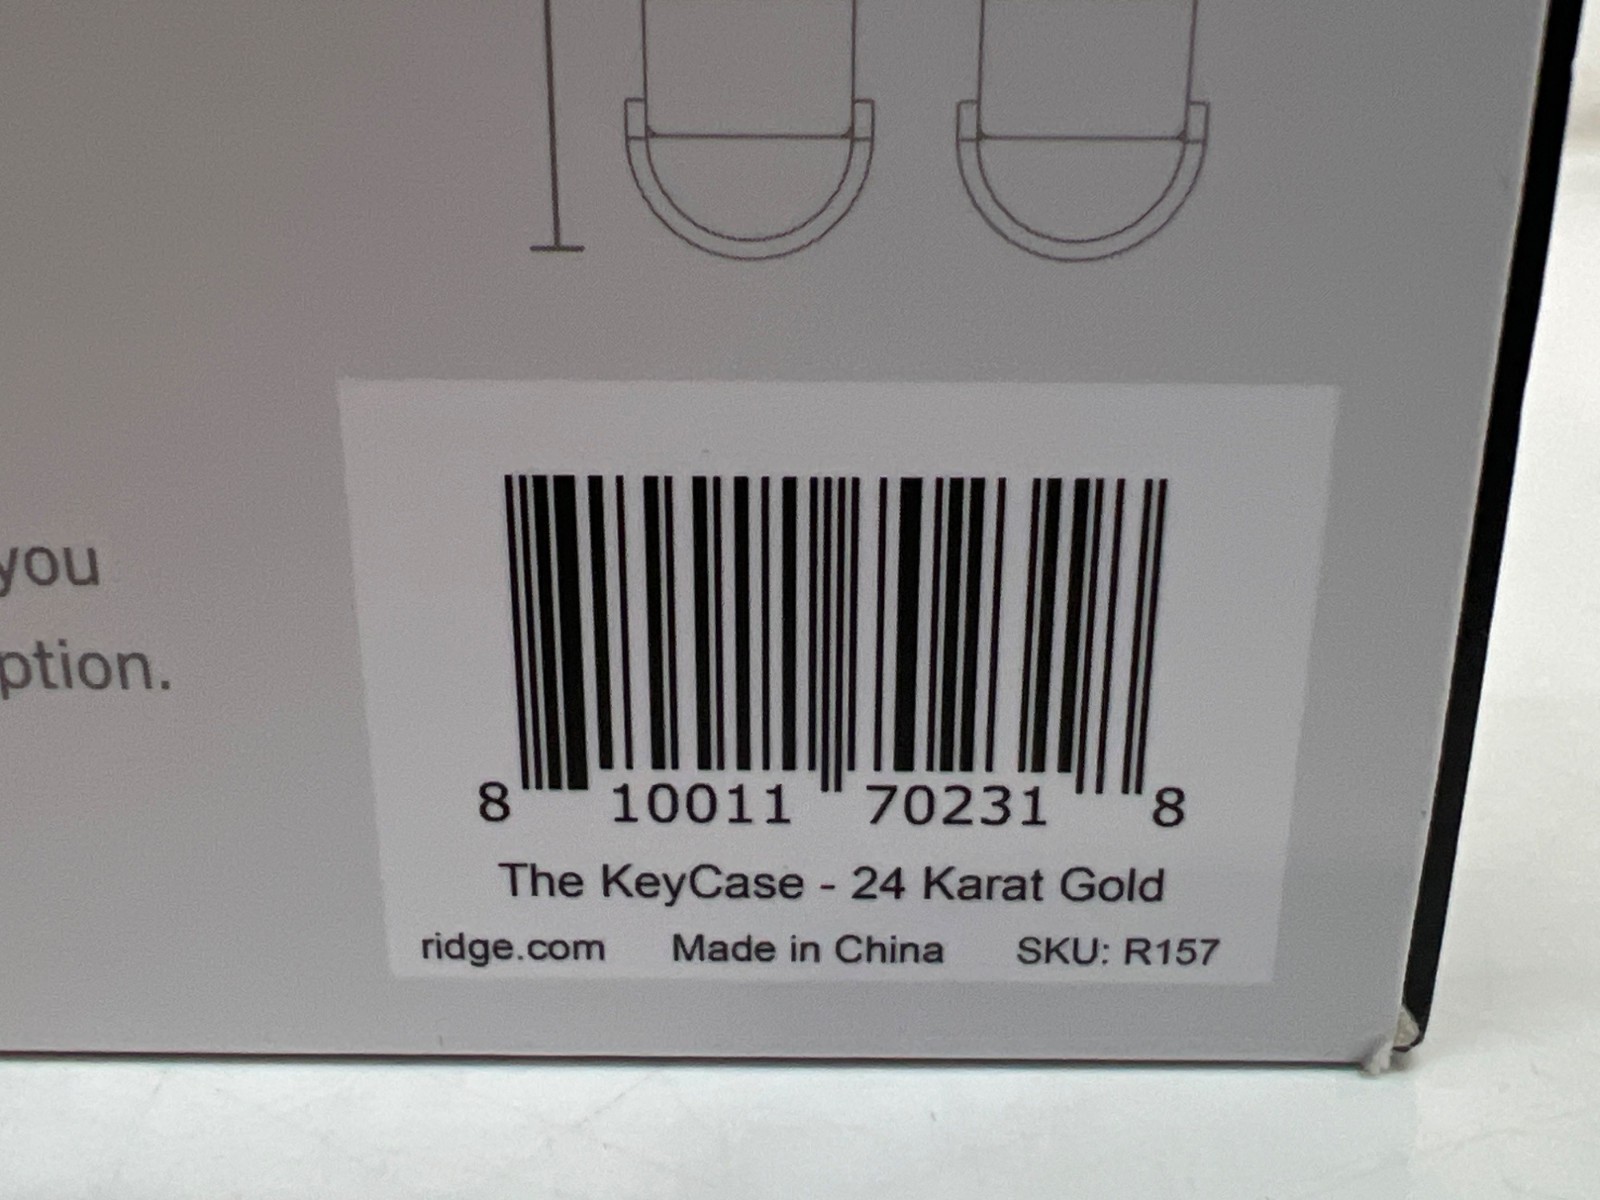 you
ption.
8 10011 70231 8
The KeyCase - 24 Karat Gold
ridge.com Made in China SKU: R157